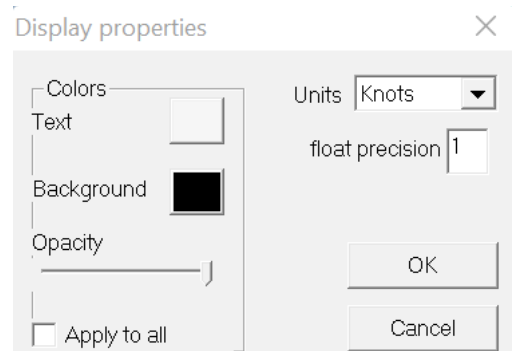 Display properties
Colors
Text
Background
Opacity
Apply to all
Units Knots
float precision 1
OK
Cancel